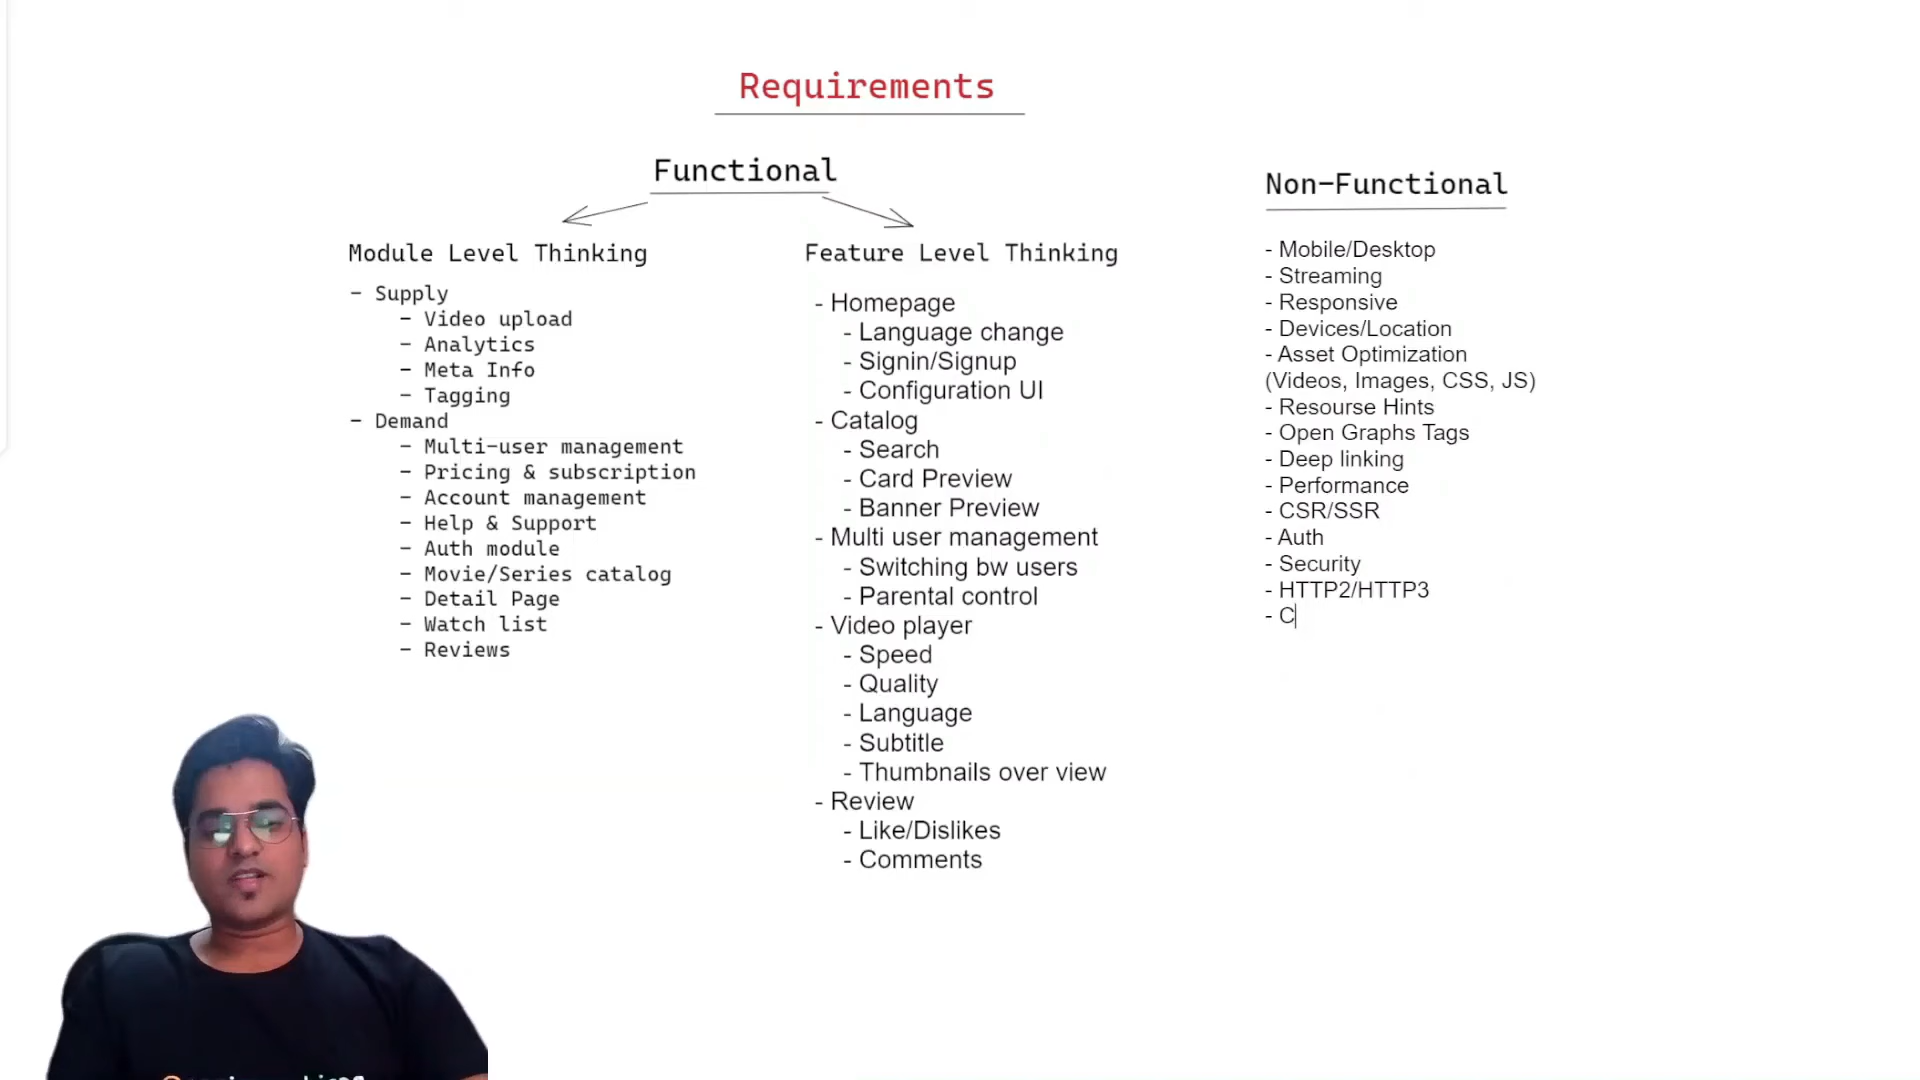 Requirements
Functional
Module Level Thinking
- Supply
- Video upload
- Analytics
- Meta Info
- Tagging
- Demand
- Multi-user management
- Pricing & subscription
- Account management
- Help & Support
- Auth module
- Movie/Series catalog
- Detail Page
- Watch list
- Reviews
Feature Level Thinking
- Homepage
- Language change
- Signin/Signup
- Configuration UI
- Catalog
- Search
- Card Preview
- Banner Preview
- Multi user management
- Switching bw users
- Parental control
- Video player
- Speed
- Quality
- Language
- Subtitle
- Thumbnails over view
- Review
- Like/Dislikes
- Comments
Non-Functional
- Mobile/Desktop
- Streaming
- Responsive
- Devices/Location
- Asset Optimization
(Videos, Images, CSS, JS)
- Resourse Hints
- Open Graphs Tags
- Deep linking
- Performance
- CSR/SSR
- Auth
- Security
- HTTP2/HTTP3
- C